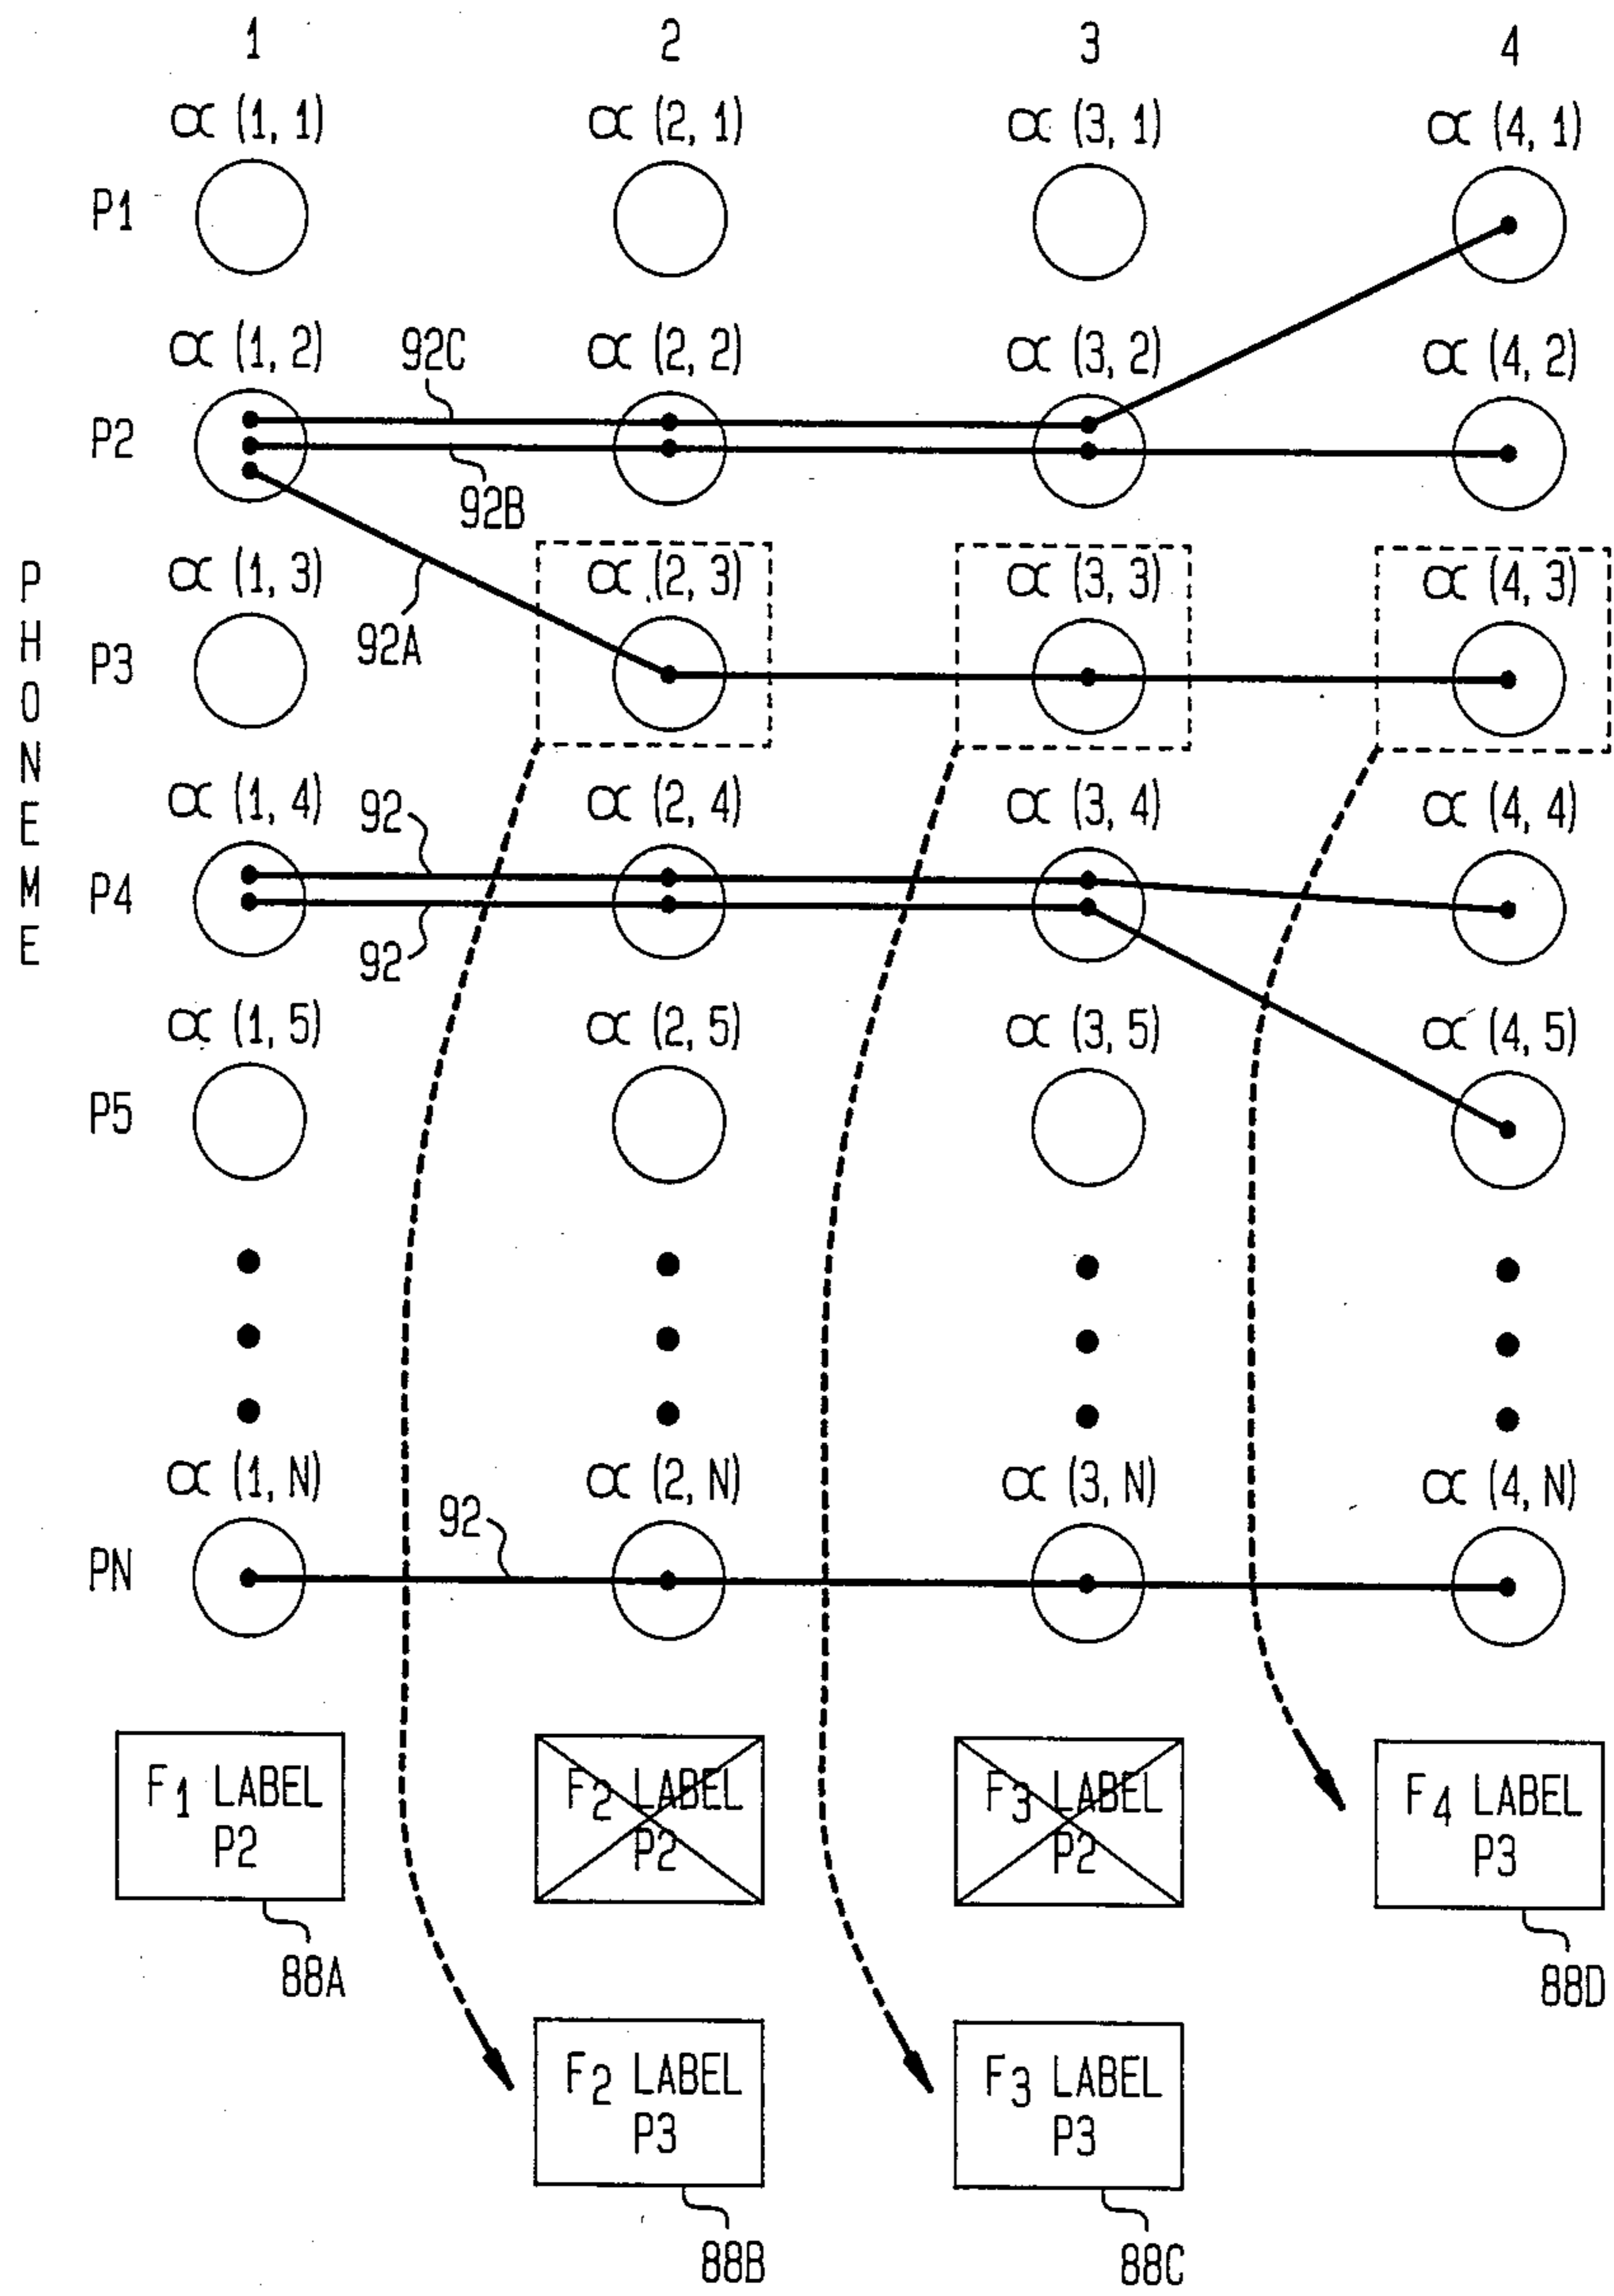 1 2 3 4
α (1, 1) α (2, 1) α (3, 1) α (4, 1)
P1
α (1, 2) 92C α (2, 2) α (3, 2) α (4, 2)
P2
92B
PHONEME
α (1, 3) α (2, 3) α (3, 3) α (4, 3)
92A
P3
α (1, 4) 92 α (2, 4) α (3, 4) α (4, 4)
P4
92
α (1, 5) α (2, 5) α (3, 5) α (4, 5)
P5
α (1, N) α (2, N) α (3, N) α (4, N)
92
PN
F1 LABEL
P2
F2 LABEL
P2
F3 LABEL
P2
F4 LABEL
P3
88A
88D
F2 LABEL
P3
F3 LABEL
P3
88B
88C